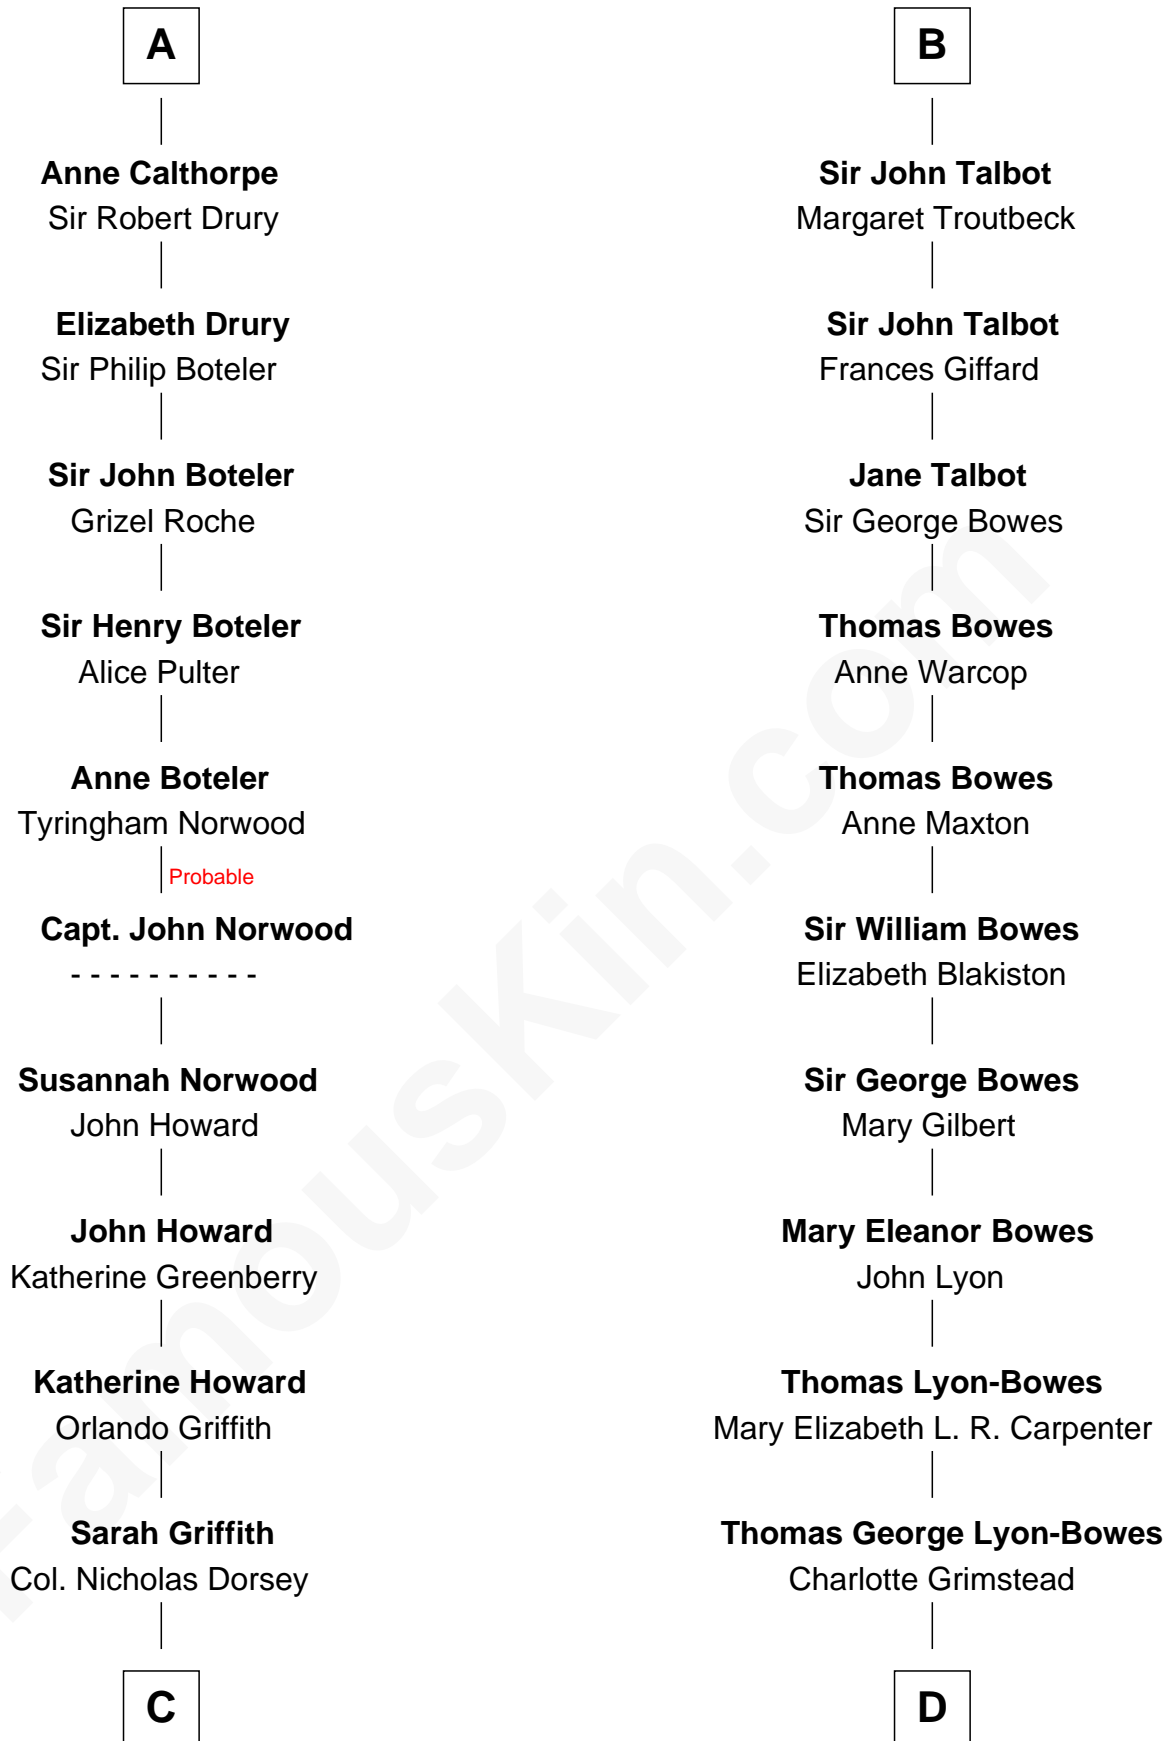 A
Anne Calthorpe
Sir Robert Drury
Elizabeth Drury
Sir Philip Boteler
Sir John Boteler
Grizel Roche
Sir Henry Boteler
Alice Pulter
Anne Boteler
Tyringham Norwood
Probable
Capt. John Norwood
- - - - - - - - - -
Susannah Norwood
John Howard
John Howard
Katherine Greenberry
Katherine Howard
Orlando Griffith
Sarah Griffith
Col. Nicholas Dorsey
C
B
Sir John Talbot
Margaret Troutbeck
Sir John Talbot
Frances Giffard
Jane Talbot
Sir George Bowes
Thomas Bowes
Anne Warcop
Thomas Bowes
Anne Maxton
Sir William Bowes
Elizabeth Blakiston
Sir George Bowes
Mary Gilbert
Mary Eleanor Bowes
John Lyon
Thomas Lyon-Bowes
Mary Elizabeth L. R. Carpenter
Thomas George Lyon-Bowes
Charlotte Grimstead
D
FamousKin.com